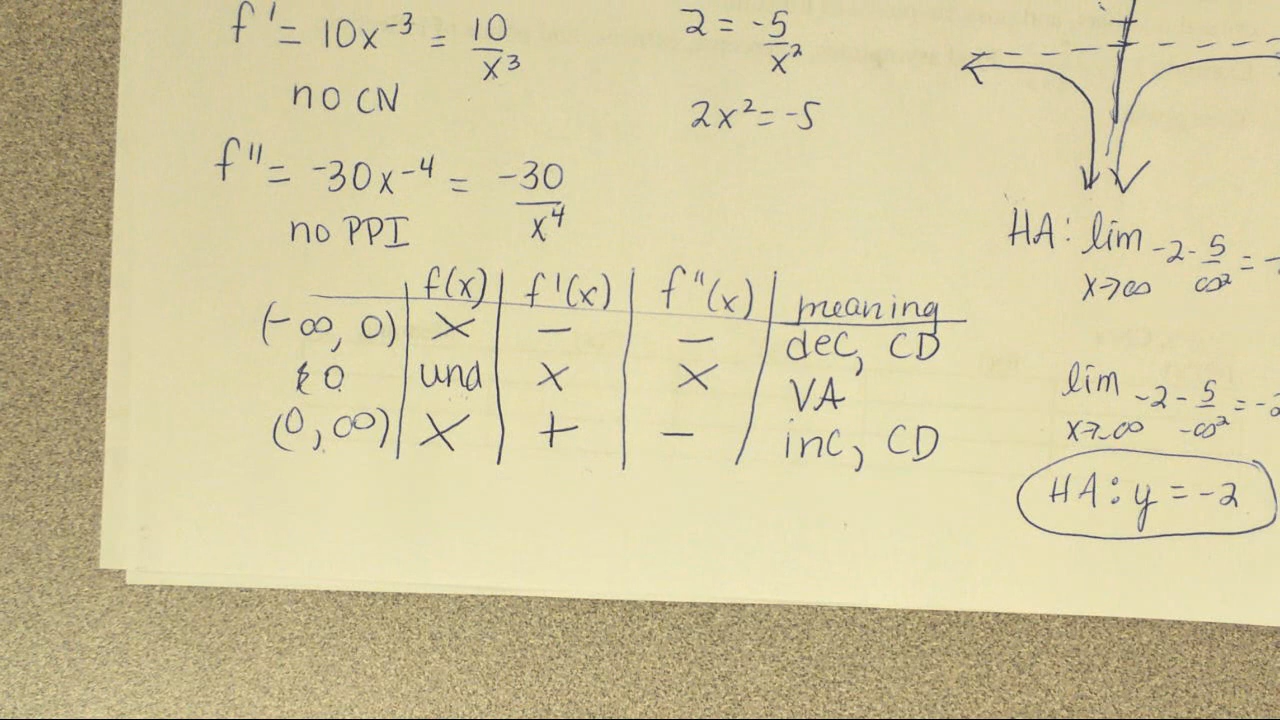 f' = 10x⁻³ = 10/x³
no CN
f'' = -30x⁻⁴ = -30/x⁴
no PPI
2 = -5/x²
2x² = -5
f(x) | f'(x) | f''(x) | meaning
(-∞, 0) | X | - | - | dec, CD
0 | und | X | X | VA
(0, ∞) | X | + | - | inc, CD
HA: lim x→∞ -2 - 5/∞² = -
lim x→-∞ -2 - 5/-∞² = -2
HA: y = -2